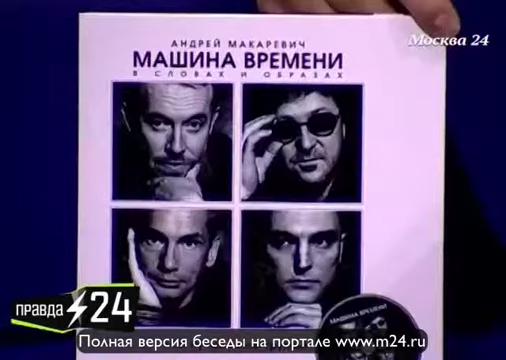 Москва 24
АНДРЕЙ МАКАРЕВИЧ
МАШИНА ВРЕМЕНИ
В СЛОВАХ И ОБРАЗАХ
МАШИНА ВРЕМЕНИ
ПРАВДА 24
Полная версия беседы на портале www.m24.ru